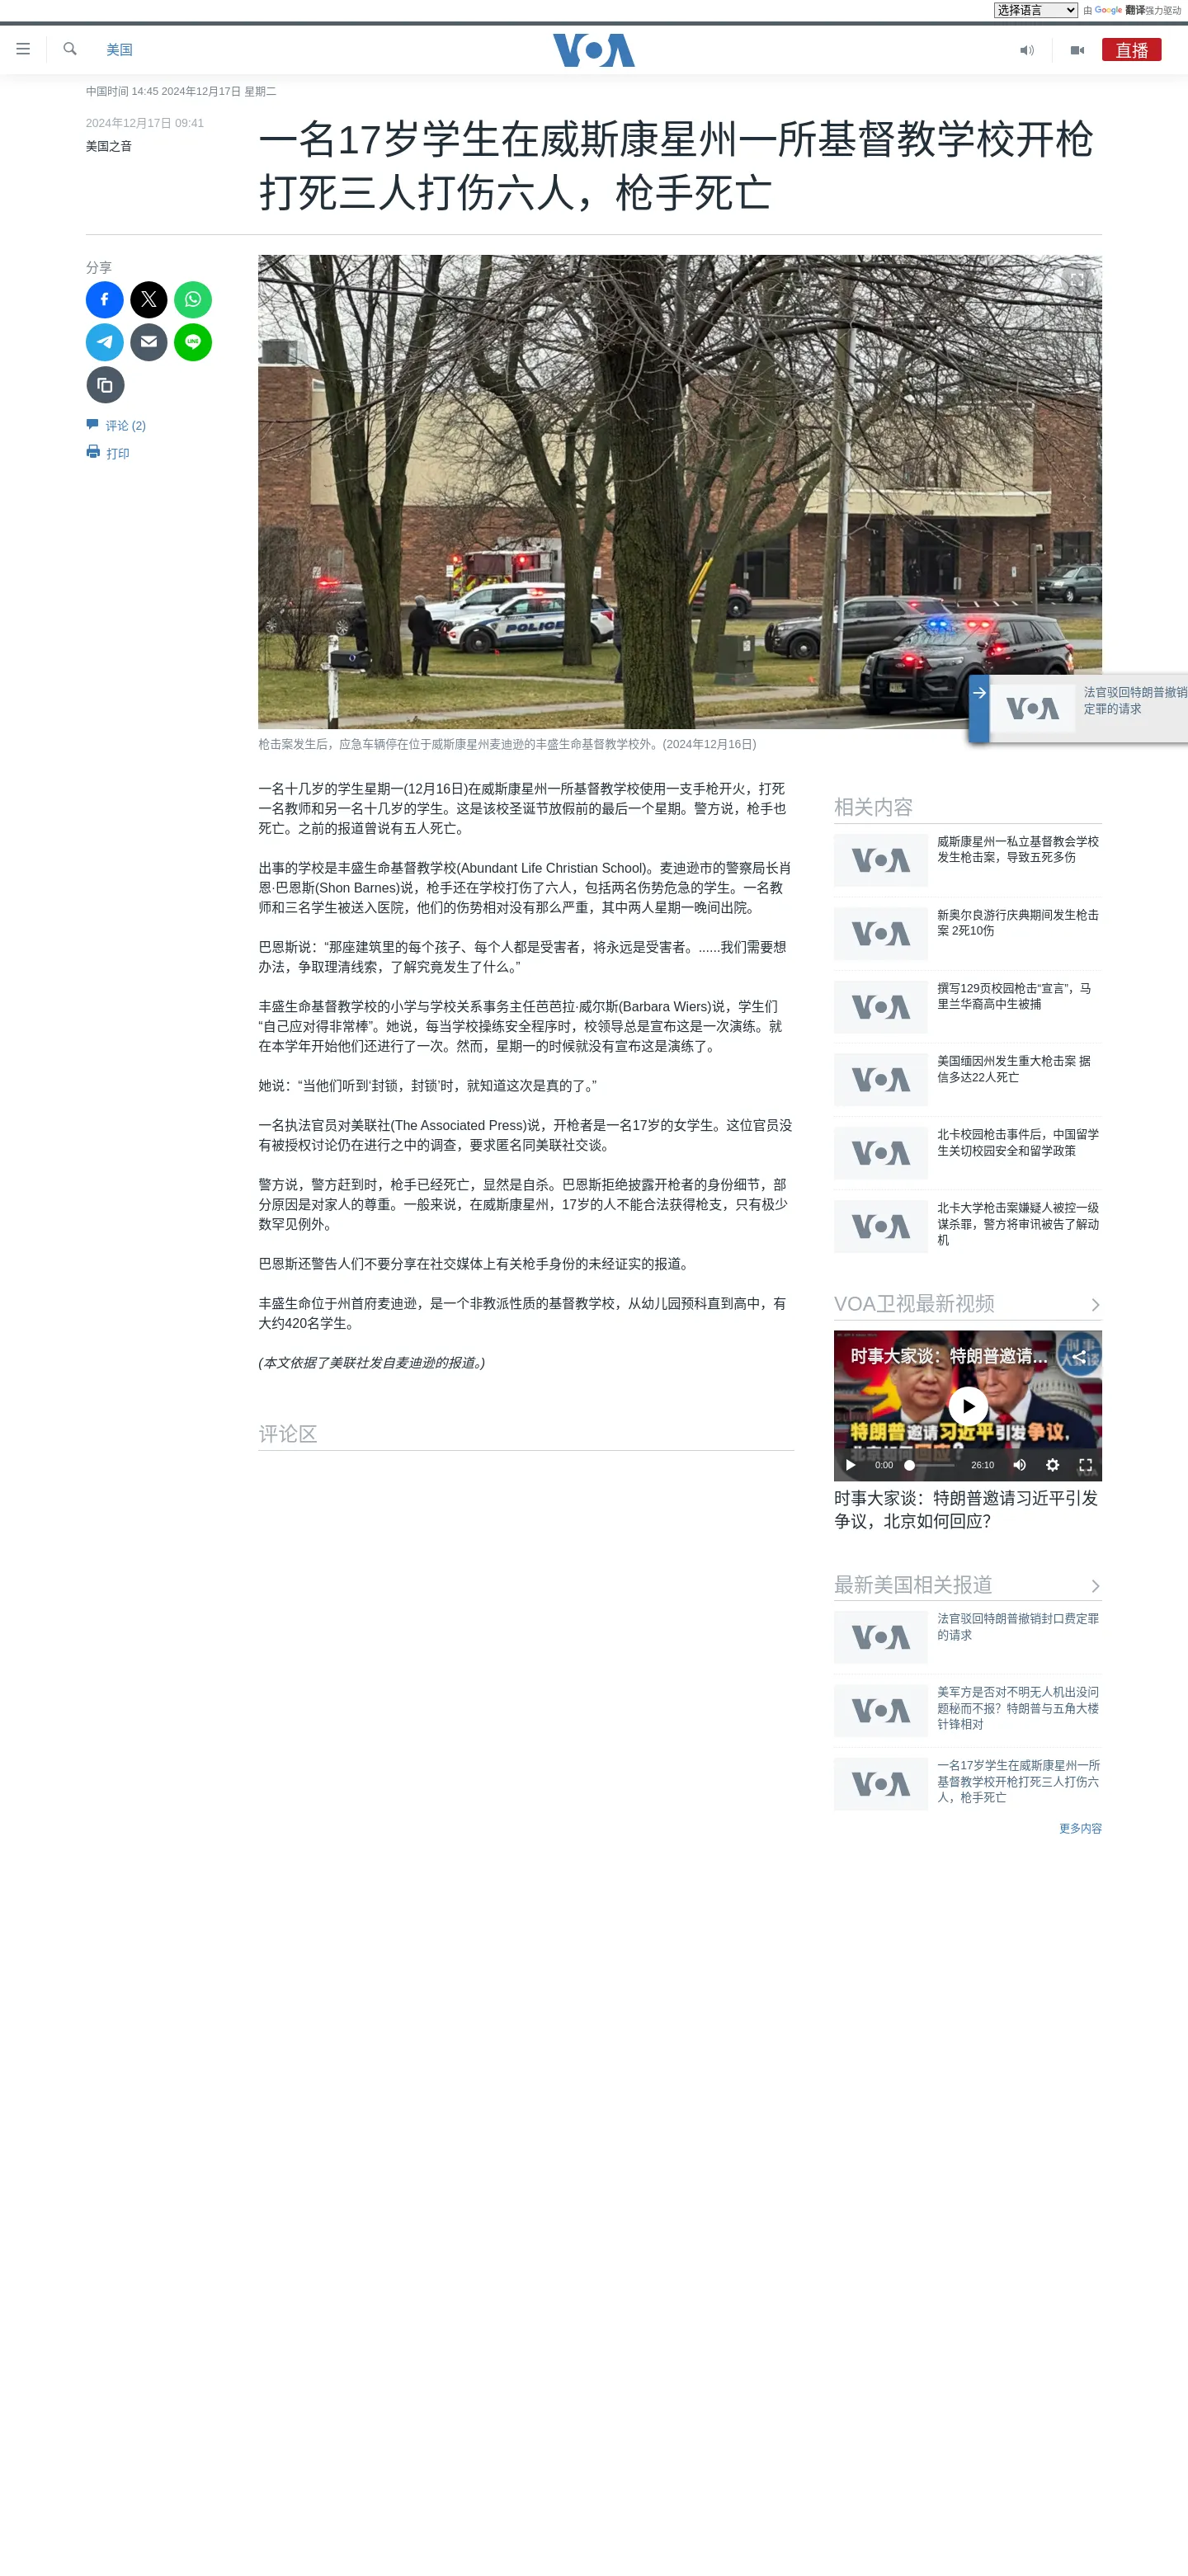 选择语言
由 Google 翻译强力驱动
美国
VOA
直播
中国时间 14:45 2024年12月17日 星期二
2024年12月17日 09:41
美国之音
一名17岁学生在威斯康星州一所基督教学校开枪
打死三人打伤六人，枪手死亡
分享
评论 (2)
打印
POLICE
法官驳回特朗普撤销
定罪的请求
枪击案发生后，应急车辆停在位于威斯康星州麦迪逊的丰盛生命基督教学校外。(2024年12月16日)
一名十几岁的学生星期一(12月16日)在威斯康星州一所基督教学校使用一支手枪开火，打死
一名教师和另一名十几岁的学生。这是该校圣诞节放假前的最后一个星期。警方说，枪手也
死亡。之前的报道曾说有五人死亡。
出事的学校是丰盛生命基督教学校(Abundant Life Christian School)。麦迪逊市的警察局长肖
恩·巴恩斯(Shon Barnes)说，枪手还在学校打伤了六人，包括两名伤势危急的学生。一名教
师和三名学生被送入医院，他们的伤势相对没有那么严重，其中两人星期一晚间出院。
巴恩斯说：“那座建筑里的每个孩子、每个人都是受害者，将永远是受害者。......我们需要想
办法，争取理清线索，了解究竟发生了什么。”
丰盛生命基督教学校的小学与学校关系事务主任芭芭拉·威尔斯(Barbara Wiers)说，学生们
“自己应对得非常棒”。她说，每当学校操练安全程序时，校领导总是宣布这是一次演练。就
在本学年开始他们还进行了一次。然而，星期一的时候就没有宣布这是演练了。
她说：“当他们听到‘封锁，封锁’时，就知道这次是真的了。”
一名执法官员对美联社(The Associated Press)说，开枪者是一名17岁的女学生。这位官员没
有被授权讨论仍在进行之中的调查，要求匿名同美联社交谈。
警方说，警方赶到时，枪手已经死亡，显然是自杀。巴恩斯拒绝披露开枪者的身份细节，部
分原因是对家人的尊重。一般来说，在威斯康星州，17岁的人不能合法获得枪支，只有极少
数罕见例外。
巴恩斯还警告人们不要分享在社交媒体上有关枪手身份的未经证实的报道。
丰盛生命位于州首府麦迪逊，是一个非教派性质的基督教学校，从幼儿园预科直到高中，有
大约420名学生。
(本文依据了美联社发自麦迪逊的报道。)
评论区
相关内容
威斯康星州一私立基督教会学校
发生枪击案，导致五死多伤
新奥尔良游行庆典期间发生枪击
案 2死10伤
撰写129页校园枪击“宣言”，马
里兰华裔高中生被捕
美国缅因州发生重大枪击案 据
信多达22人死亡
北卡校园枪击事件后，中国留学
生关切校园安全和留学政策
北卡大学枪击案嫌疑人被控一级
谋杀罪，警方将审讯被告了解动
机
VOA卫视最新视频
时事大家谈：特朗普邀请...
特朗普邀请习近平引发争议，
北京如何回应？
0:00
26:10
时事大家谈：特朗普邀请习近平引发
争议，北京如何回应？
最新美国相关报道
法官驳回特朗普撤销封口费定罪
的请求
美军方是否对不明无人机出没问
题秘而不报？特朗普与五角大楼
针锋相对
一名17岁学生在威斯康星州一所
基督教学校开枪打死三人打伤六
人，枪手死亡
更多内容